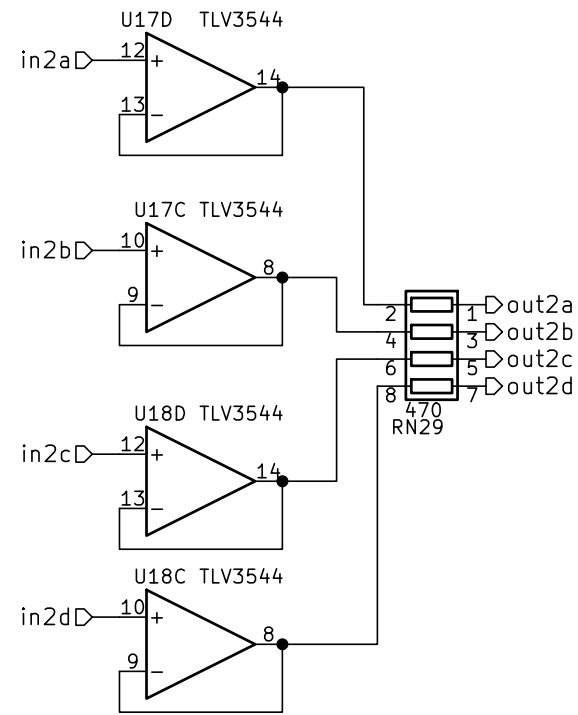 U17D TLV3544
in2a
12
+
14
13
−
U17C TLV3544
in2b
10
+
8
9
−
2
1
out2a
4
3
out2b
6
5
out2c
8
7
out2d
470
RN29
U18D TLV3544
in2c
12
+
14
13
−
U18C TLV3544
in2d
10
+
8
9
−